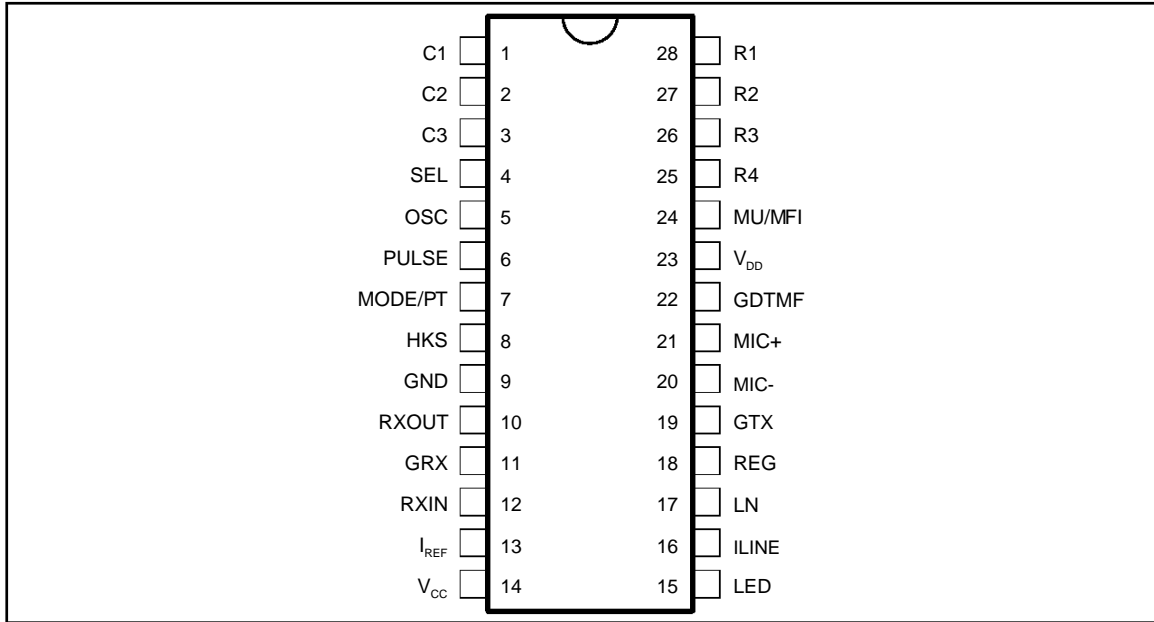 C1 1 28 R1
C2 2 27 R2
C3 3 26 R3
SEL 4 25 R4
OSC 5 24 MU/MFI
PULSE 6 23 VDD
MODE/PT 7 22 GDTMF
HKS 8 21 MIC+
GND 9 20 MIC-
RXOUT 10 19 GTX
GRX 11 18 REG
RXIN 12 17 LN
IREF 13 16 ILINE
VCC 14 15 LED